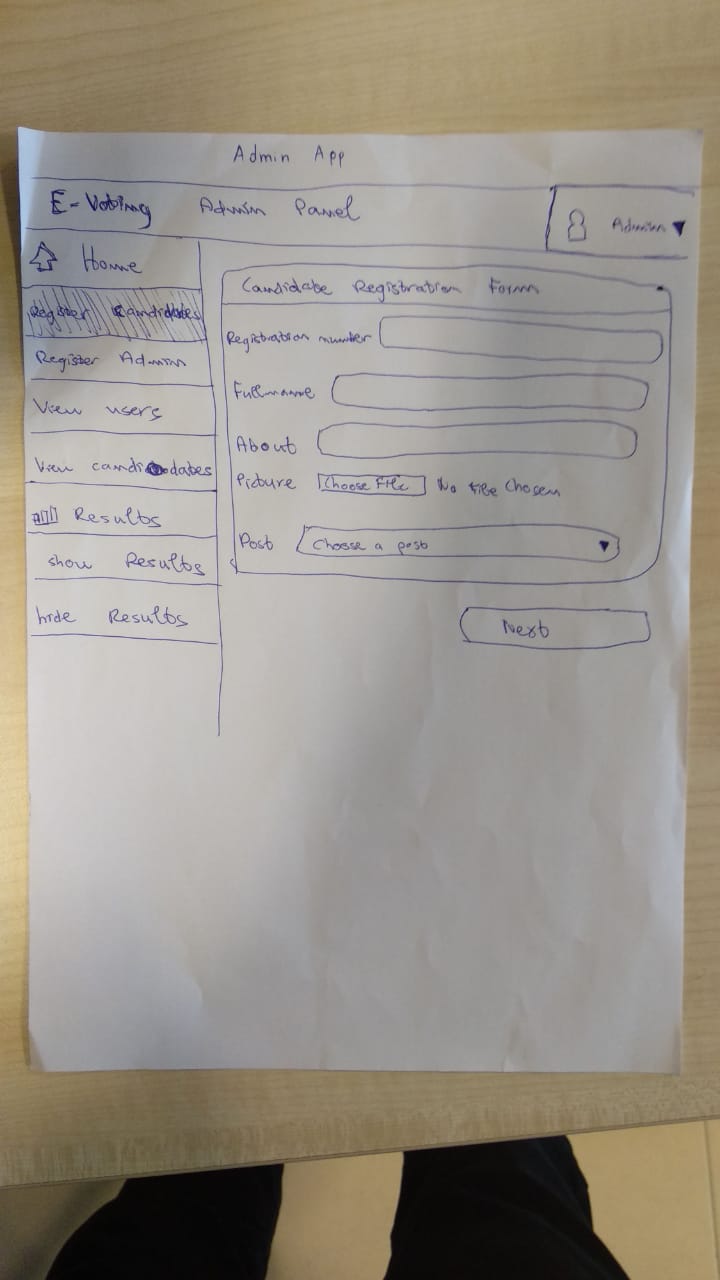 Admin App
E-Voting Admin Panel
Admin
Home
Register Candidates
Register Admin
View users
View candidates
Results
show Results
hide Results
Candidate Registration Form
Registration number
Fullname
About
Picture Choose File No file chosen
Post Choose a post
Next